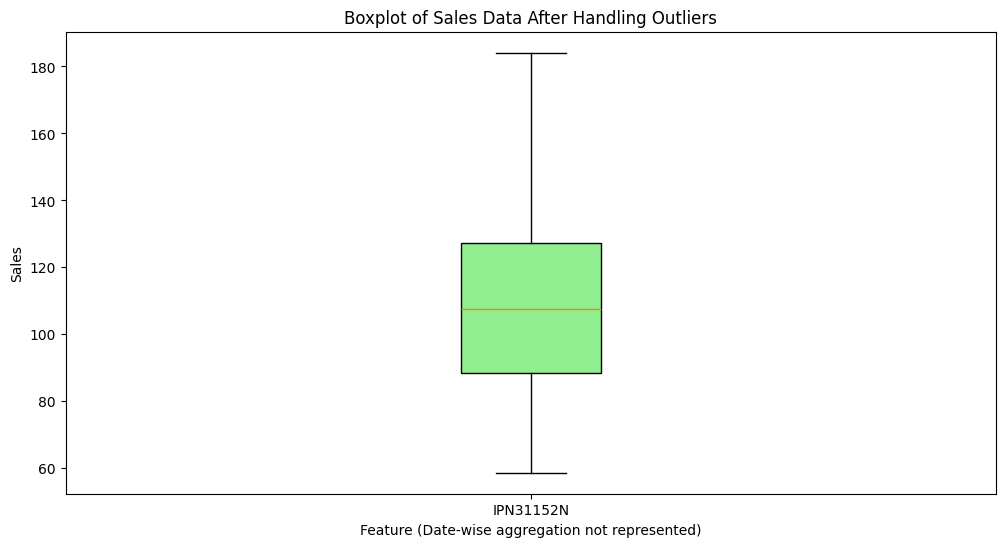 Boxplot of Sales Data After Handling Outliers
180
160
140
120
100
80
60
Sales
IPN31152N
Feature (Date-wise aggregation not represented)